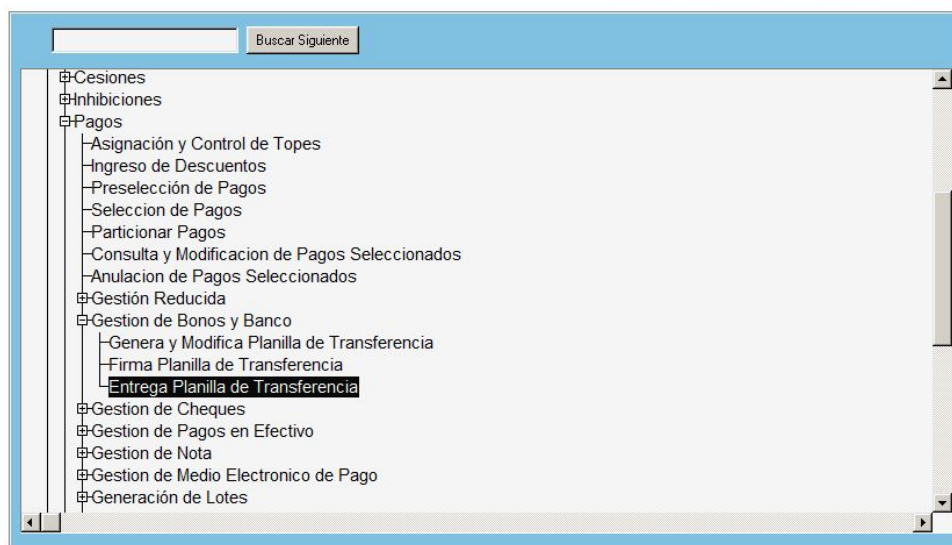 Buscar Siguiente
Cesiones
Inhibiciones
Pagos
Asignación y Control de Topes
Ingreso de Descuentos
Preselección de Pagos
Seleccion de Pagos
Particionar Pagos
Consulta y Modificacion de Pagos Seleccionados
Anulacion de Pagos Seleccionados
Gestión Reducida
Gestion de Bonos y Banco
Genera y Modifica Planilla de Transferencia
Firma Planilla de Transferencia
Entrega Planilla de Transferencia
Gestion de Cheques
Gestion de Pagos en Efectivo
Gestion de Nota
Gestion de Medio Electronico de Pago
Generación de Lotes